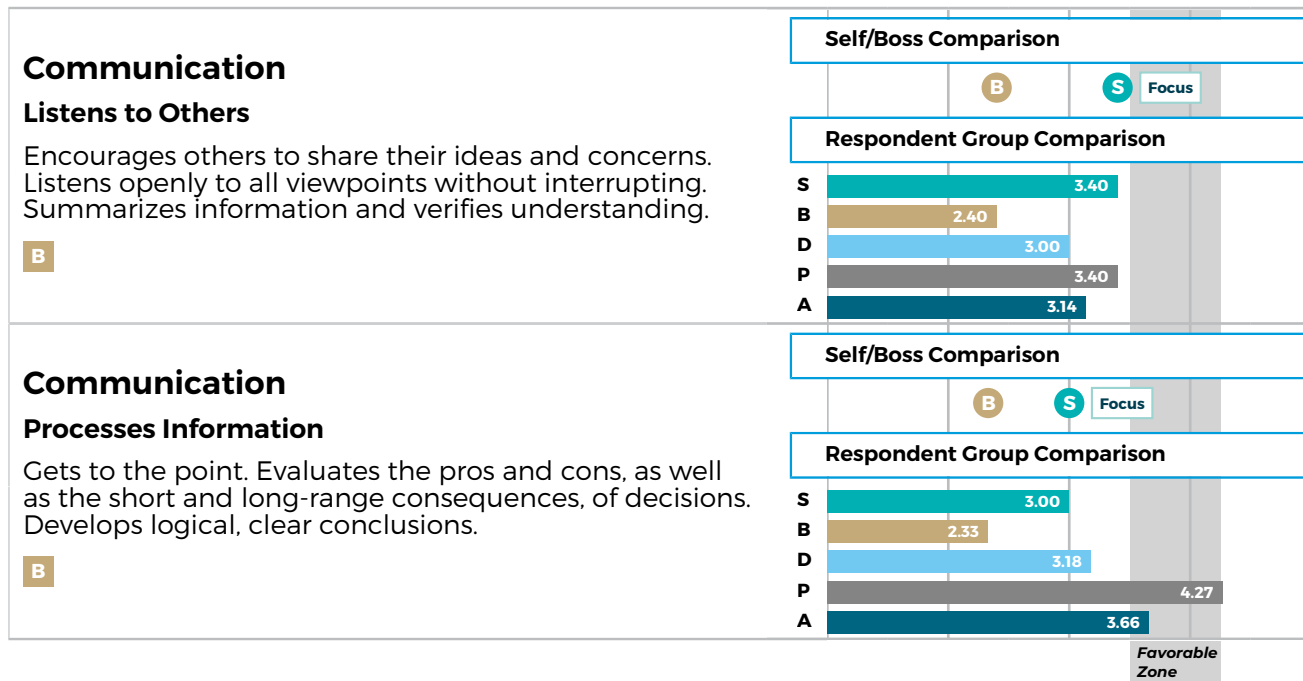 Communication
Listens to Others
Encourages others to share their ideas and concerns.
Listens openly to all viewpoints without interrupting.
Summarizes information and verifies understanding.
B
Self/Boss Comparison
B S Focus
Respondent Group Comparison
S 3.40
B 2.40
D 3.00
P 3.40
A 3.14
Communication
Processes Information
Gets to the point. Evaluates the pros and cons, as well
as the short and long-range consequences, of decisions.
Develops logical, clear conclusions.
B
Self/Boss Comparison
B S Focus
Respondent Group Comparison
S 3.00
B 2.33
D 3.18
P 4.27
A 3.66
Favorable
Zone